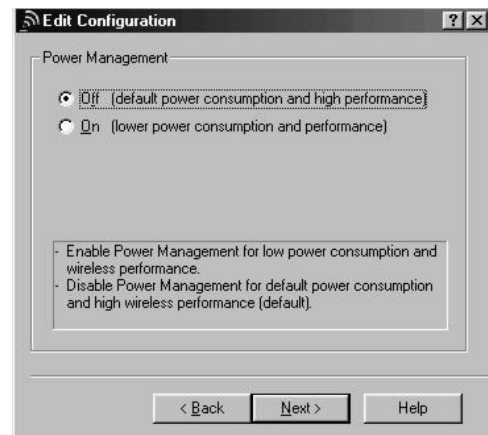 Edit Configuration
Power Management
Off (default power consumption and high performance)
On (lower power consumption and performance)
- Enable Power Management for low power consumption and
wireless performance.
- Disable Power Management for default power consumption
and high wireless performance (default).
< Back
Next >
Help